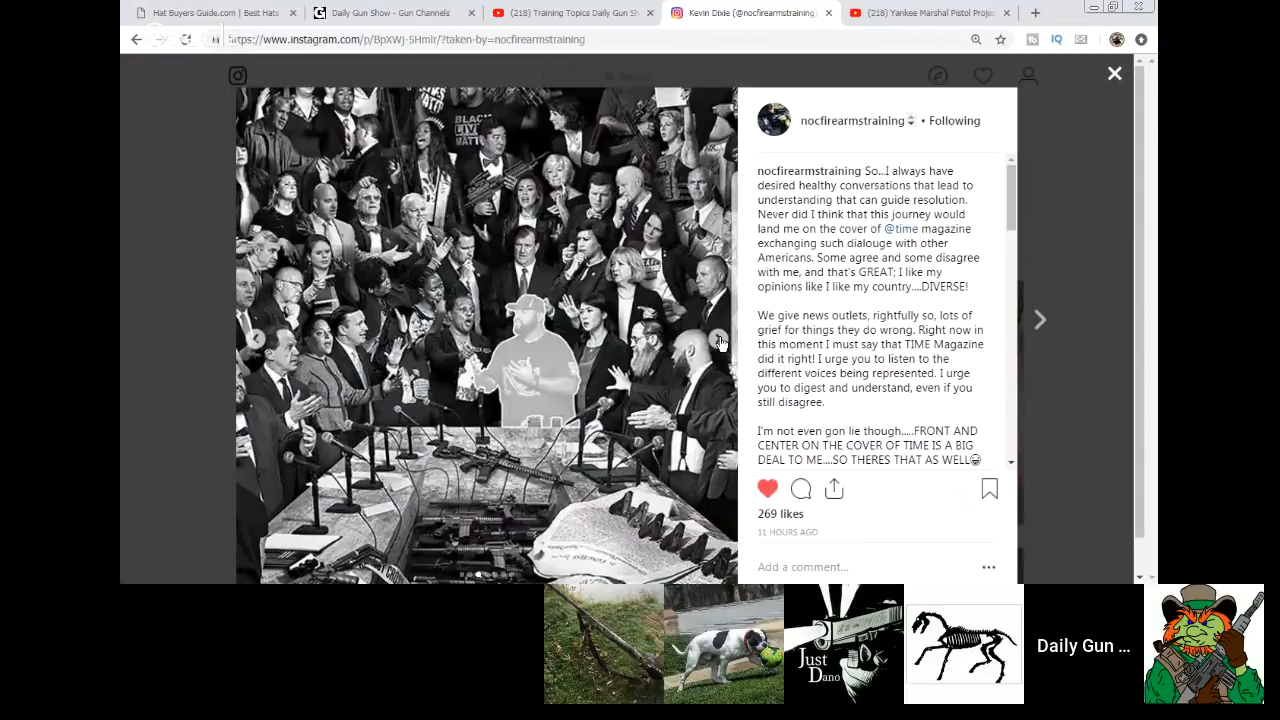 Hat Buyers Guide.com | Best Hats,
Daily Gun Show - Gun Channels
(218) Training Topics Daily Gun Sh
Kevin Dixie (@nocfirearmstraining)
(218) Yankee Marshal Pistol Projec
https://www.instagram.com/p/BpXWj-5Hmlr/?taken-by=nocfirearmstraining
Search
nocfirearmstraining • Following
BLACK
LIVES
MATTER
nocfirearmstraining So...I always have
desired healthy conversations that lead to
understanding that can guide resolution.
Never did I think that this journey would
land me on the cover of @time magazine
exchanging such dialouge with other
Americans. Some agree and some disagree
with me, and that's GREAT; I like my
opinions like I like my country....DIVERSE!
We give news outlets, rightfully so, lots of
grief for things they do wrong. Right now in
this moment I must say that TIME Magazine
did it right! I urge you to listen to the
different voices being represented. I urge
you to digest and understand, even if you
still disagree.
I'm not even gon lie though.....FRONT AND
CENTER ON THE COVER OF TIME IS A BIG
DEAL TO ME....SO THERES THAT AS WELL😀
269 likes
11 HOURS AGO
Add a comment...
Just
Dano
Daily Gun ...